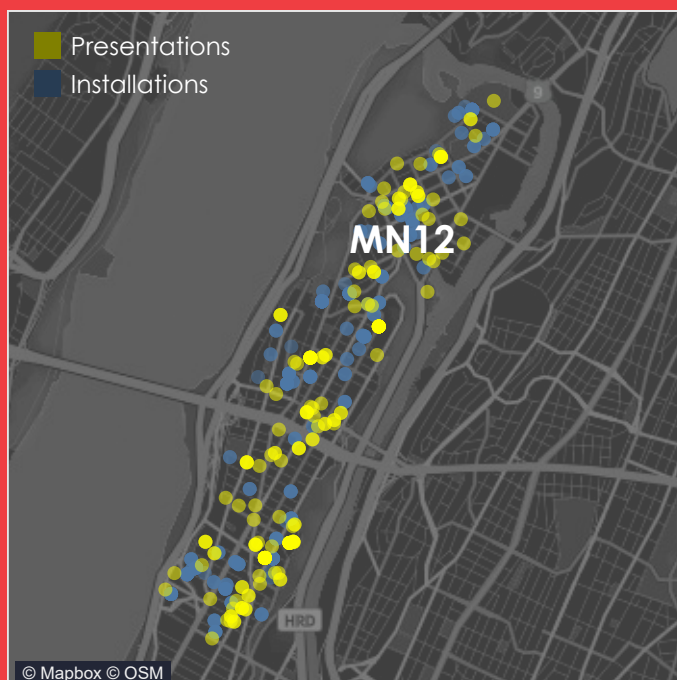 Presentations
Installations
9
MN12
HRD
© Mapbox © OSM